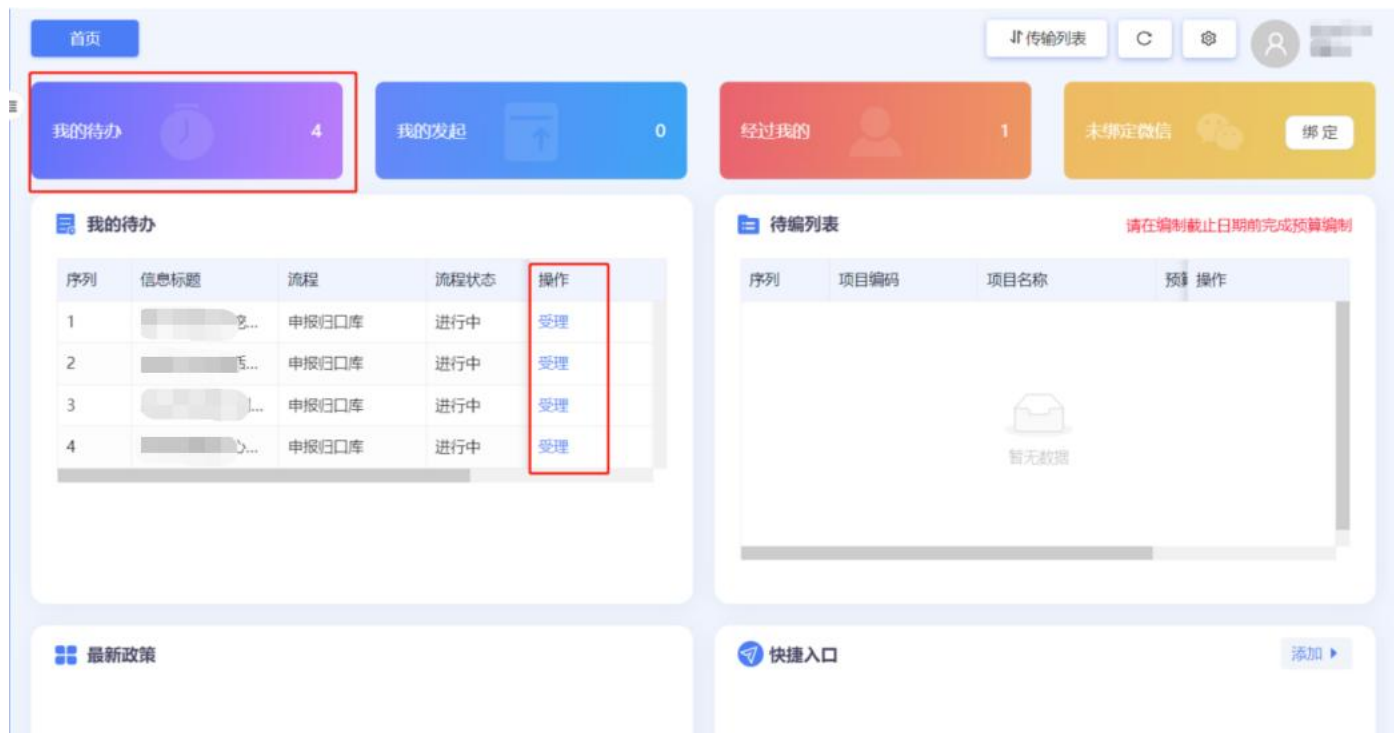 首页
传输列表
我的待办 4
我的发起 0
经过我的 1
未绑定微信 绑定
我的待办
序列 信息标题 流程 流程状态 操作
1 挖... 申报归口库 进行中 受理
2 ... 申报归口库 进行中 受理
3 ... 申报归口库 进行中 受理
4 心... 申报归口库 进行中 受理
待编列表 请在编制截止日期前完成预算编制
序列 项目编码 项目名称 预算 操作
暂无数据
最新政策
快捷入口 添加